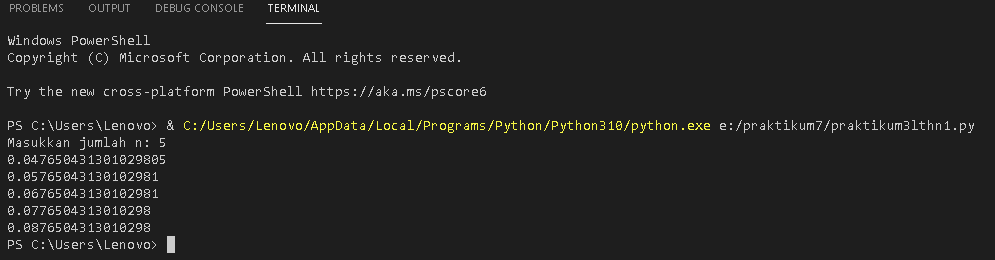 PROBLEMS OUTPUT DEBUG CONSOLE TERMINAL
Windows PowerShell
Copyright (C) Microsoft Corporation. All rights reserved.
Try the new cross-platform PowerShell https://aka.ms/pscore6
PS C:\Users\Lenovo> & C:/Users/Lenovo/AppData/Local/Programs/Python/Python310/python.exe e:/praktikum7/praktikum3lthn1.py
Masukkan jumlah n: 5
0.047650431301029805
0.05765043130102981
0.06765043130102981
0.0776504313010298
0.0876504313010298
PS C:\Users\Lenovo>